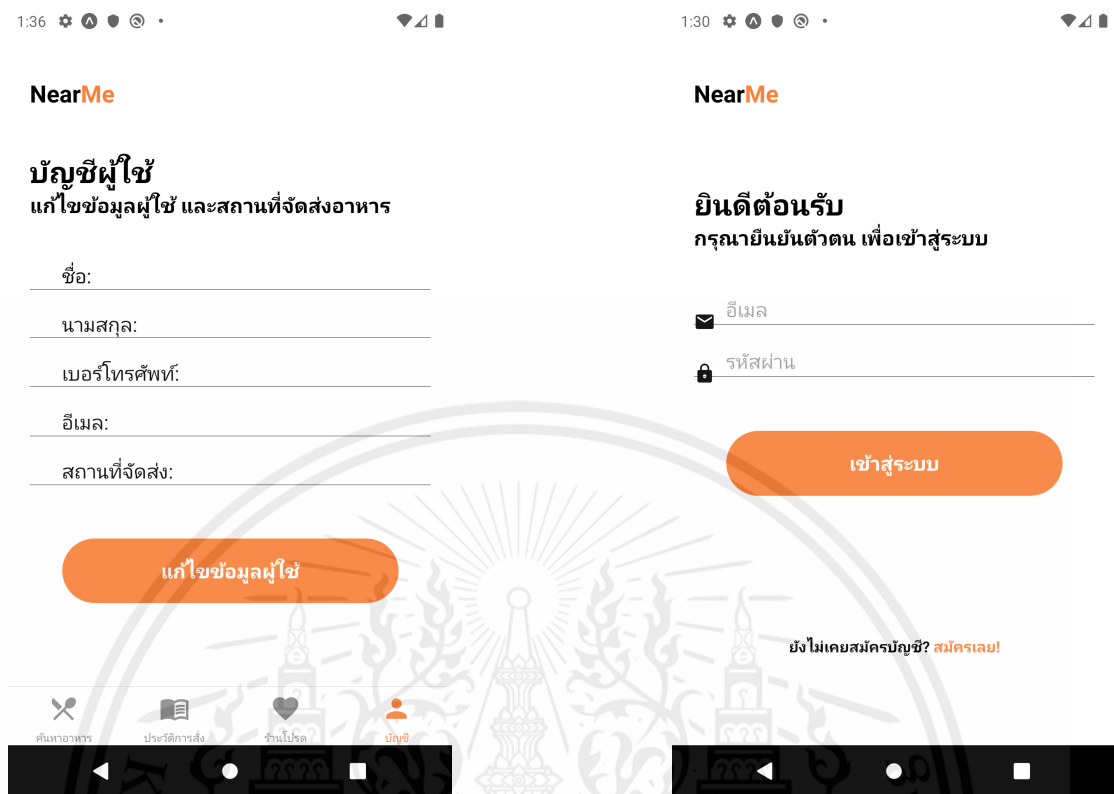 1:36
NearMe
บัญชีผู้ใช้
แก้ไขข้อมูลผู้ใช้ และสถานที่จัดส่งอาหาร
ชื่อ:
นามสกุล:
เบอร์โทรศัพท์:
อีเมล:
สถานที่จัดส่ง:
แก้ไขข้อมูลผู้ใช้
ค้นหาอาหาร
ประวัติการสั่ง
ร้านโปรด
บัญชี
1:30
NearMe
ยินดีต้อนรับ
กรุณายืนยันตัวตน เพื่อเข้าสู่ระบบ
อีเมล
รหัสผ่าน
เข้าสู่ระบบ
ยังไม่เคยสมัครบัญชี? สมัครเลย!